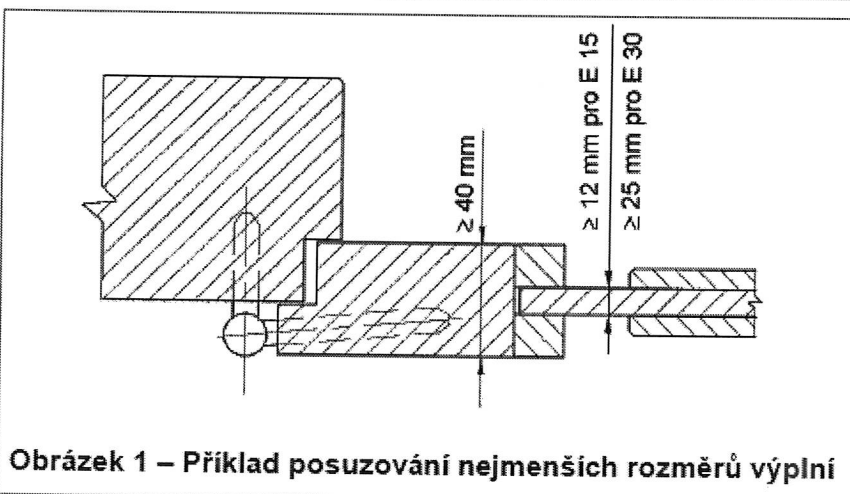 ≥ 40 mm
≥ 12 mm pro E 15
≥ 25 mm pro E 30
Obrázek 1 – Příklad posuzování nejmenších rozměrů výplní